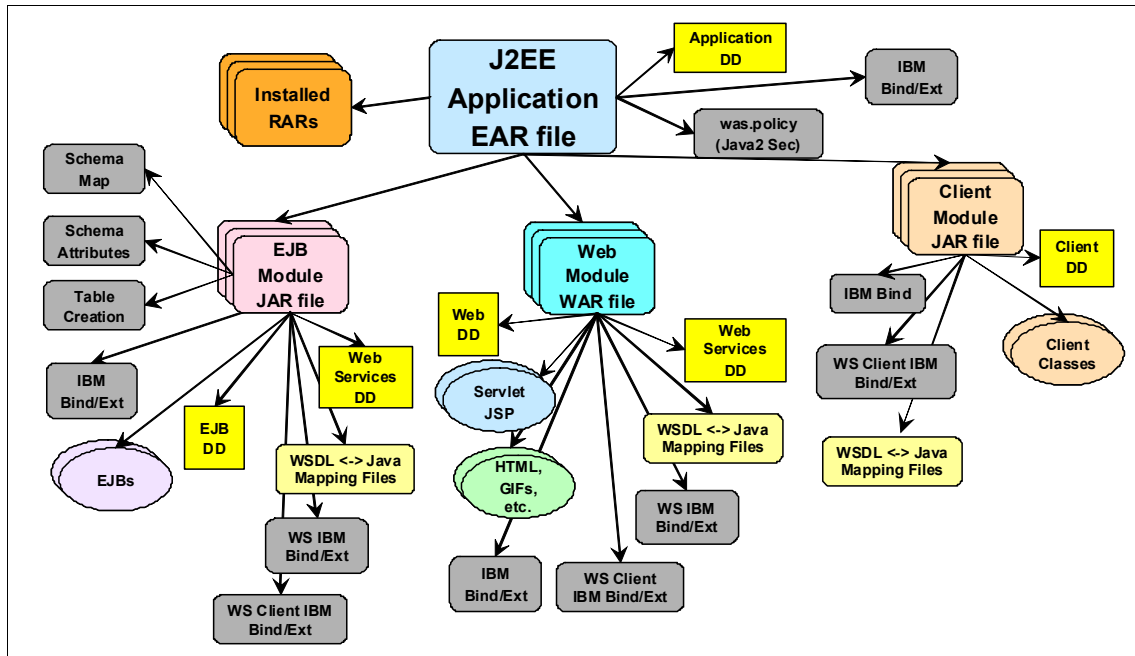 J2EE
Application
EAR file
Application
DD
IBM
Bind/Ext
Installed
RARs
was.policy
(Java2 Sec)
Schema
Map
Schema
Attributes
Table
Creation
EJB
Module
JAR file
Web
Module
WAR file
Client
Module
JAR file
Client
DD
IBM Bind
WS Client IBM
Bind/Ext
Client
Classes
WSDL <-> Java
Mapping Files
IBM
Bind/Ext
EJBs
EJB
DD
Web
Services
DD
WSDL <-> Java
Mapping Files
WS IBM
Bind/Ext
WS Client IBM
Bind/Ext
Web
DD
Servlet
JSP
HTML,
GIFs,
etc.
IBM
Bind/Ext
Web
Services
DD
WSDL <-> Java
Mapping Files
WS IBM
Bind/Ext
WS Client
IBM Bind/Ext